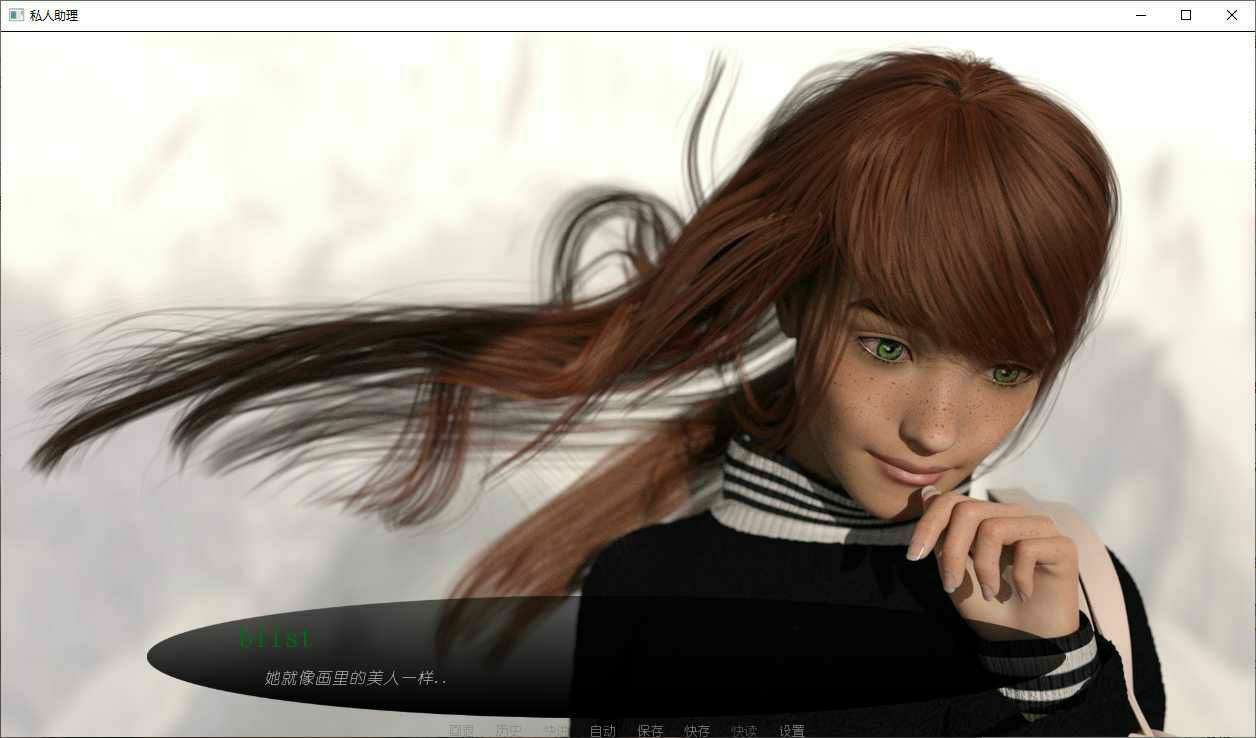 私人助理
blist
她就像画里的美人一样..
回滚 历史 快进 自动 保存 快存 快读 设置